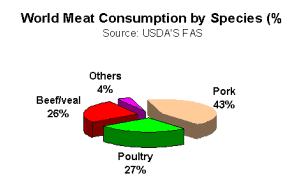 World Meat Consumption by Species (%
Source: USDA'S FAS
Others
4%
Pork
43%
Beef/veal
26%
Poultry
27%